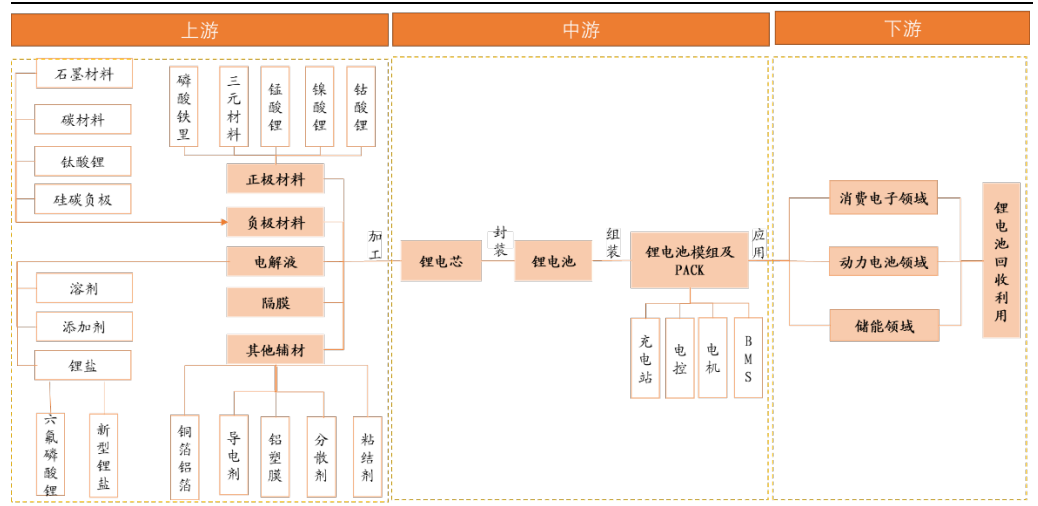 上游
中游
下游
石墨材料
碳材料
钛酸锂
硅碳负极
磷酸铁里
三元材料
锰酸锂
镍酸锂
钴酸锂
正极材料
负极材料
电解液
隔膜
其他辅材
溶剂
添加剂
锂盐
六氟磷酸锂
新型锂盐
铜箔铝箔
导电剂
铝塑膜
分散剂
粘结剂
加工
锂电芯
封装
锂电池
组装
锂电池模组及
PACK
充电站
电控
电机
BMS
应用
消费电子领域
动力电池领域
储能领域
锂电池回收利用